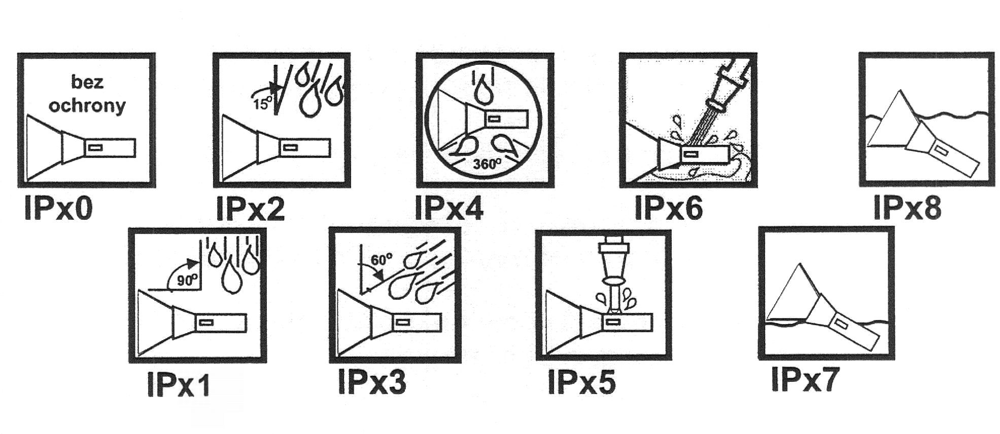 bez
ochrony
IPx0
15°
IPx2
360°
IPx4
IPx6
IPx8
90°
IPx1
60°
IPx3
IPx5
IPx7